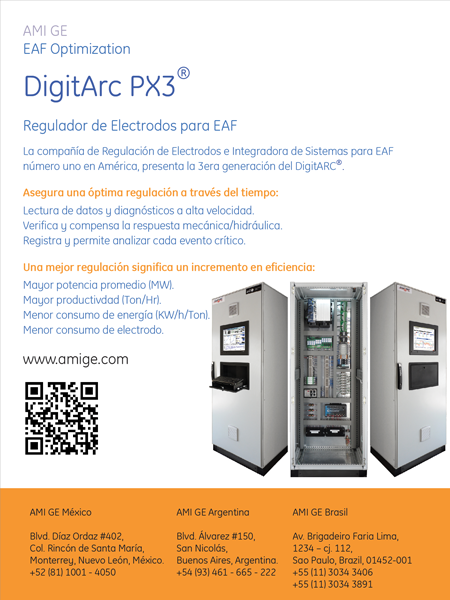 AMI GE
EAF Optimization
DigitArc PX3®
Regulador de Electrodos para EAF
La compañía de Regulación de Electrodos e Integradora de Sistemas para EAF
número uno en América, presenta la 3era generación del DigitARC®.
Asegura una óptima regulación a través del tiempo:
Lectura de datos y diagnósticos a alta velocidad.
Verifica y compensa la respuesta mecánica/hidráulica.
Registra y permite analizar cada evento crítico.
Una mejor regulación significa un incremento en eficiencia:
Mayor potencia promedio (MW).
Mayor productivdad (Ton/Hr).
Menor consumo de energía (KW/h/Ton).
Menor consumo de electrodo.
www.amige.com
AMI GE México
Blvd. Díaz Ordaz #402,
Col. Rincón de Santa María,
Monterrey, Nuevo León, México.
+52 (81) 1001 - 4050
AMI GE Argentina
Blvd. Álvarez #150,
San Nicolás,
Buenos Aires, Argentina.
+54 (93) 461 - 665 - 222
AMI GE Brasil
Av. Brigadeiro Faria Lima,
1234 – cj. 112,
Sao Paulo, Brazil, 01452-001
+55 (11) 3034 3406
+55 (11) 3034 3891